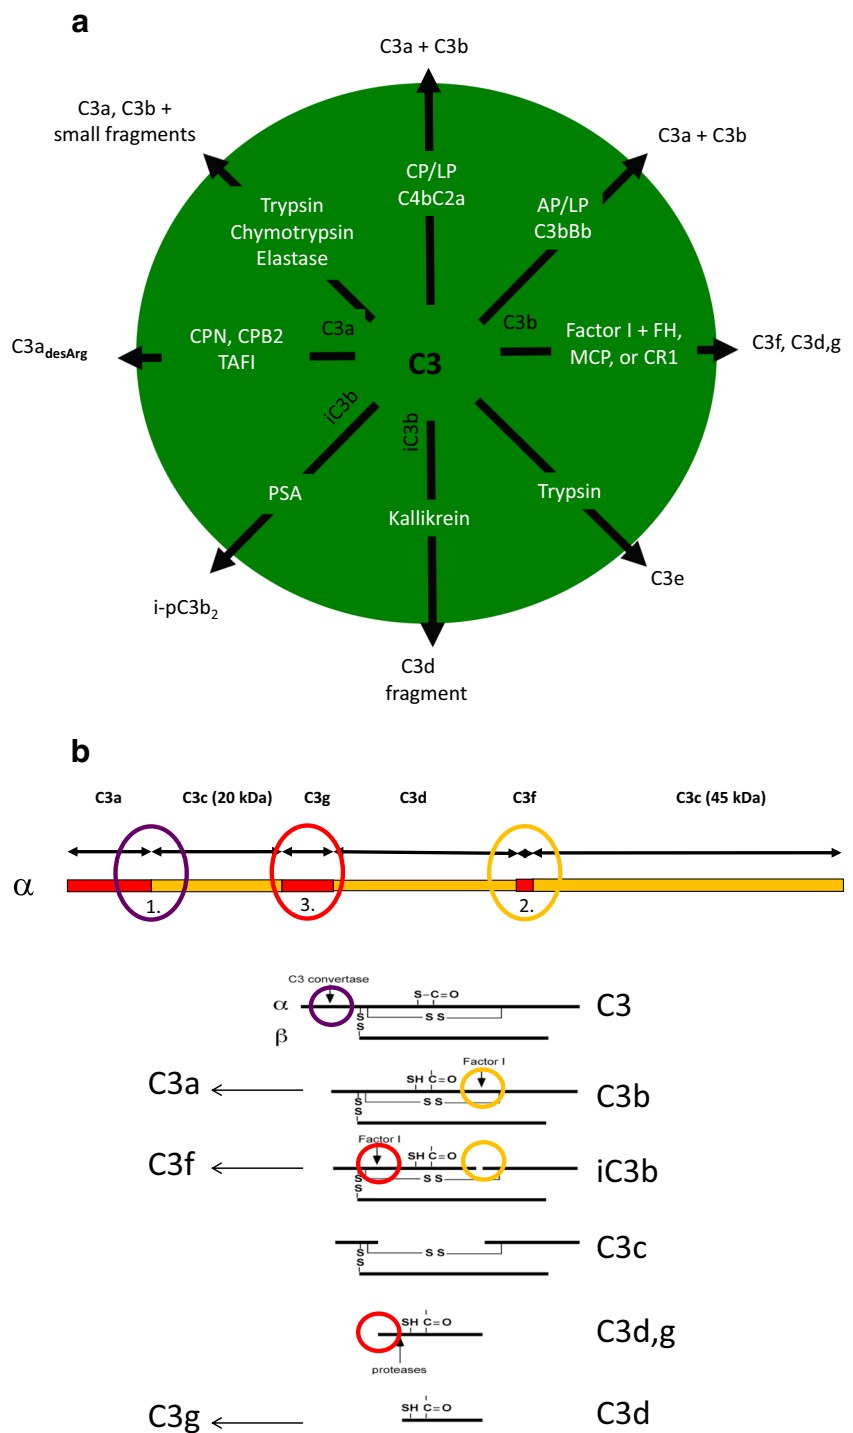 a
C3a + C3b
C3a, C3b +
small fragments
C3a + C3b
CP/LP
C4bC2a
AP/LP
C3bBb
Trypsin
Chymotrypsin
Elastase
C3a
C3b
CPN, CPB2
TAFI
Factor I + FH,
MCP, or CR1
C3a desArg
C3f, C3d,g
C3
iC3b
iC3b
PSA
Kallikrein
Trypsin
i-pC3b₂
C3e
C3d
fragment
b
C3a C3c (20 kDa) C3g C3d C3f C3c (45 kDa)
α
1. 3. 2.
C3 convertase
S–C=O
α
C3
S S
S
S
β
Factor I
SH C=O
C3a
C3b
S S
S
S
Factor I
SH C=O
C3f
iC3b
S S
S
S
C3c
S S
S
S
SH C=O
C3d,g
proteases
SH C=O
C3g
C3d